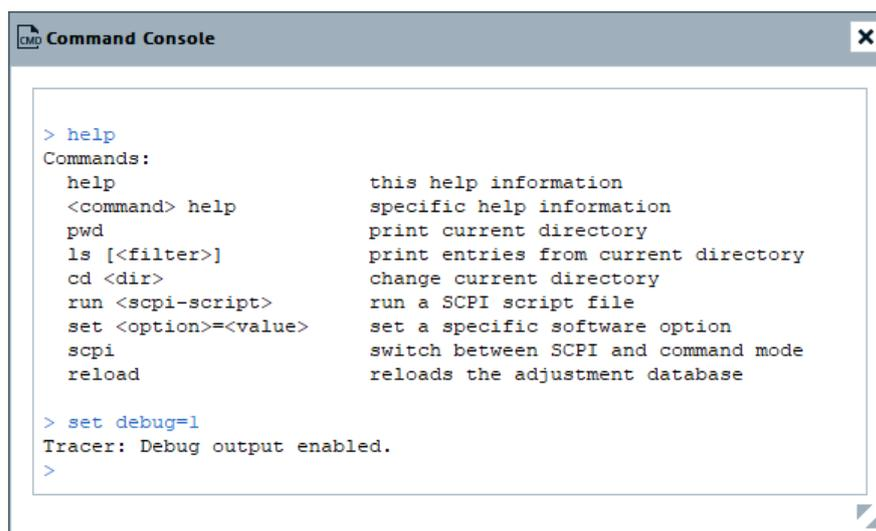 CMD Command Console
> help
Commands:
help this help information
<command> help specific help information
pwd print current directory
ls [<filter>] print entries from current directory
cd <dir> change current directory
run <scpi-script> run a SCPI script file
set <option>=<value> set a specific software option
scpi switch between SCPI and command mode
reload reloads the adjustment database
> set debug=1
Tracer: Debug output enabled.
>